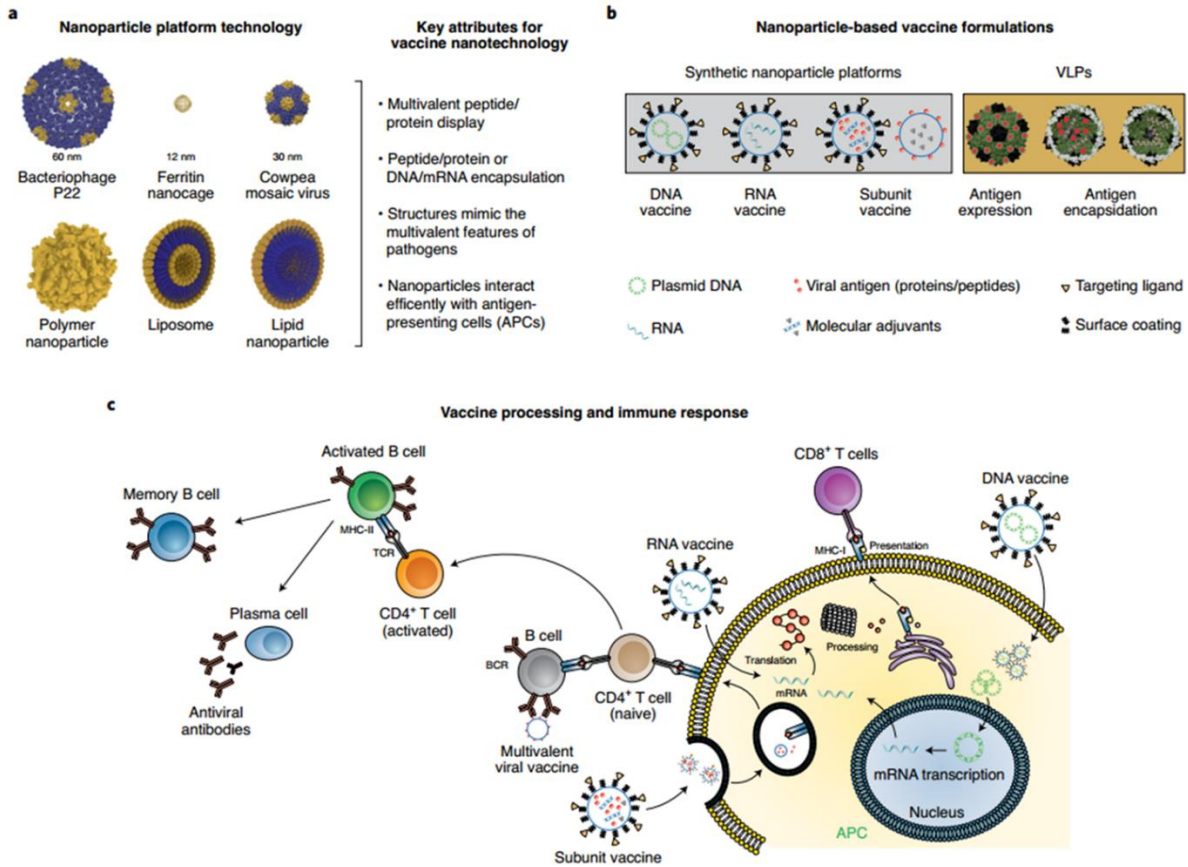 a
Nanoparticle platform technology
60 nm
Bacteriophage
P22
12 nm
Ferritin
nanocage
30 nm
Cowpea
mosaic virus
Polymer
nanoparticle
Liposome
Lipid
nanoparticle
Key attributes for
vaccine nanotechnology
• Multivalent peptide/
protein display
• Peptide/protein or
DNA/mRNA encapsulation
• Structures mimic the
multivalent features of
pathogens
• Nanoparticles interact
efficently with antigen-
presenting cells (APCs)
b
Nanoparticle-based vaccine formulations
Synthetic nanoparticle platforms
VLPs
DNA
vaccine
RNA
vaccine
Subunit
vaccine
Antigen
expression
Antigen
encapsidation
Plasmid DNA
Viral antigen (proteins/peptides)
Targeting ligand
RNA
Molecular adjuvants
Surface coating
c
Vaccine processing and immune response
Activated B cell
Memory B cell
MHC-II
TCR
CD4+ T cell
(activated)
Plasma cell
Antiviral
antibodies
B cell
BCR
CD4+ T cell
(naive)
Multivalent
viral vaccine
Subunit vaccine
RNA vaccine
CD8+ T cells
MHC-I
Presentation
DNA vaccine
Translation
Processing
mRNA
mRNA transcription
Nucleus
APC